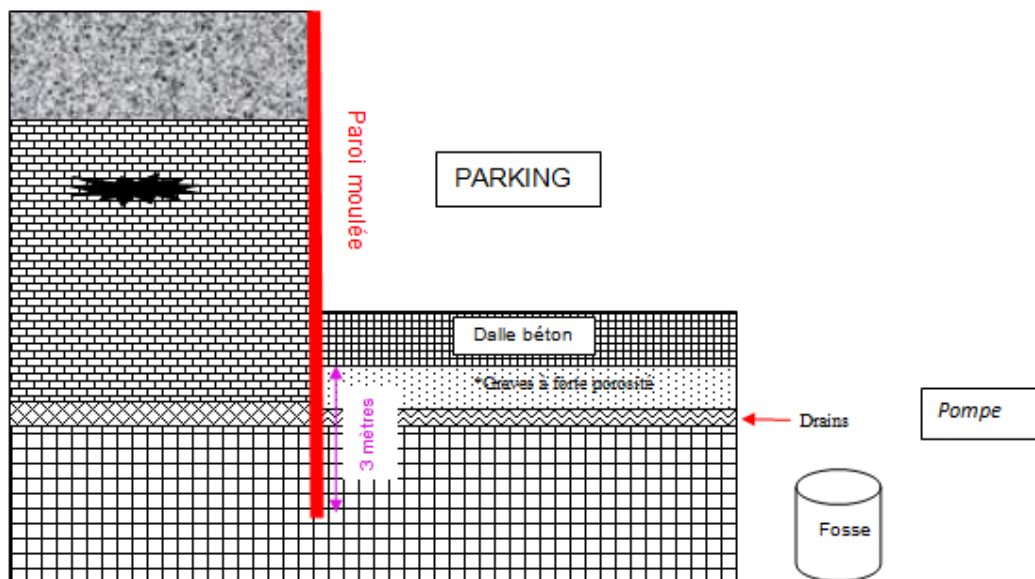 Paroi moulée
PARKING
Dalle béton
*Graves à forte porosité
3 mètres
Drains
Pompe
Fosse